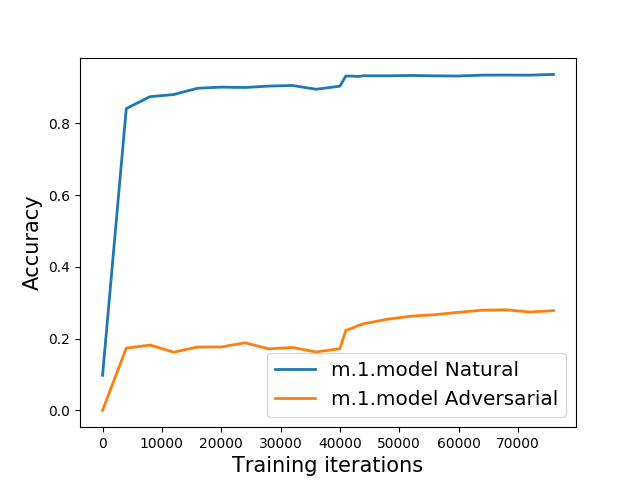 0.8
0.6
0.4
0.2
0.0
Accuracy
m.1.model Natural
m.1.model Adversarial
0 10000 20000 30000 40000 50000 60000 70000
Training iterations